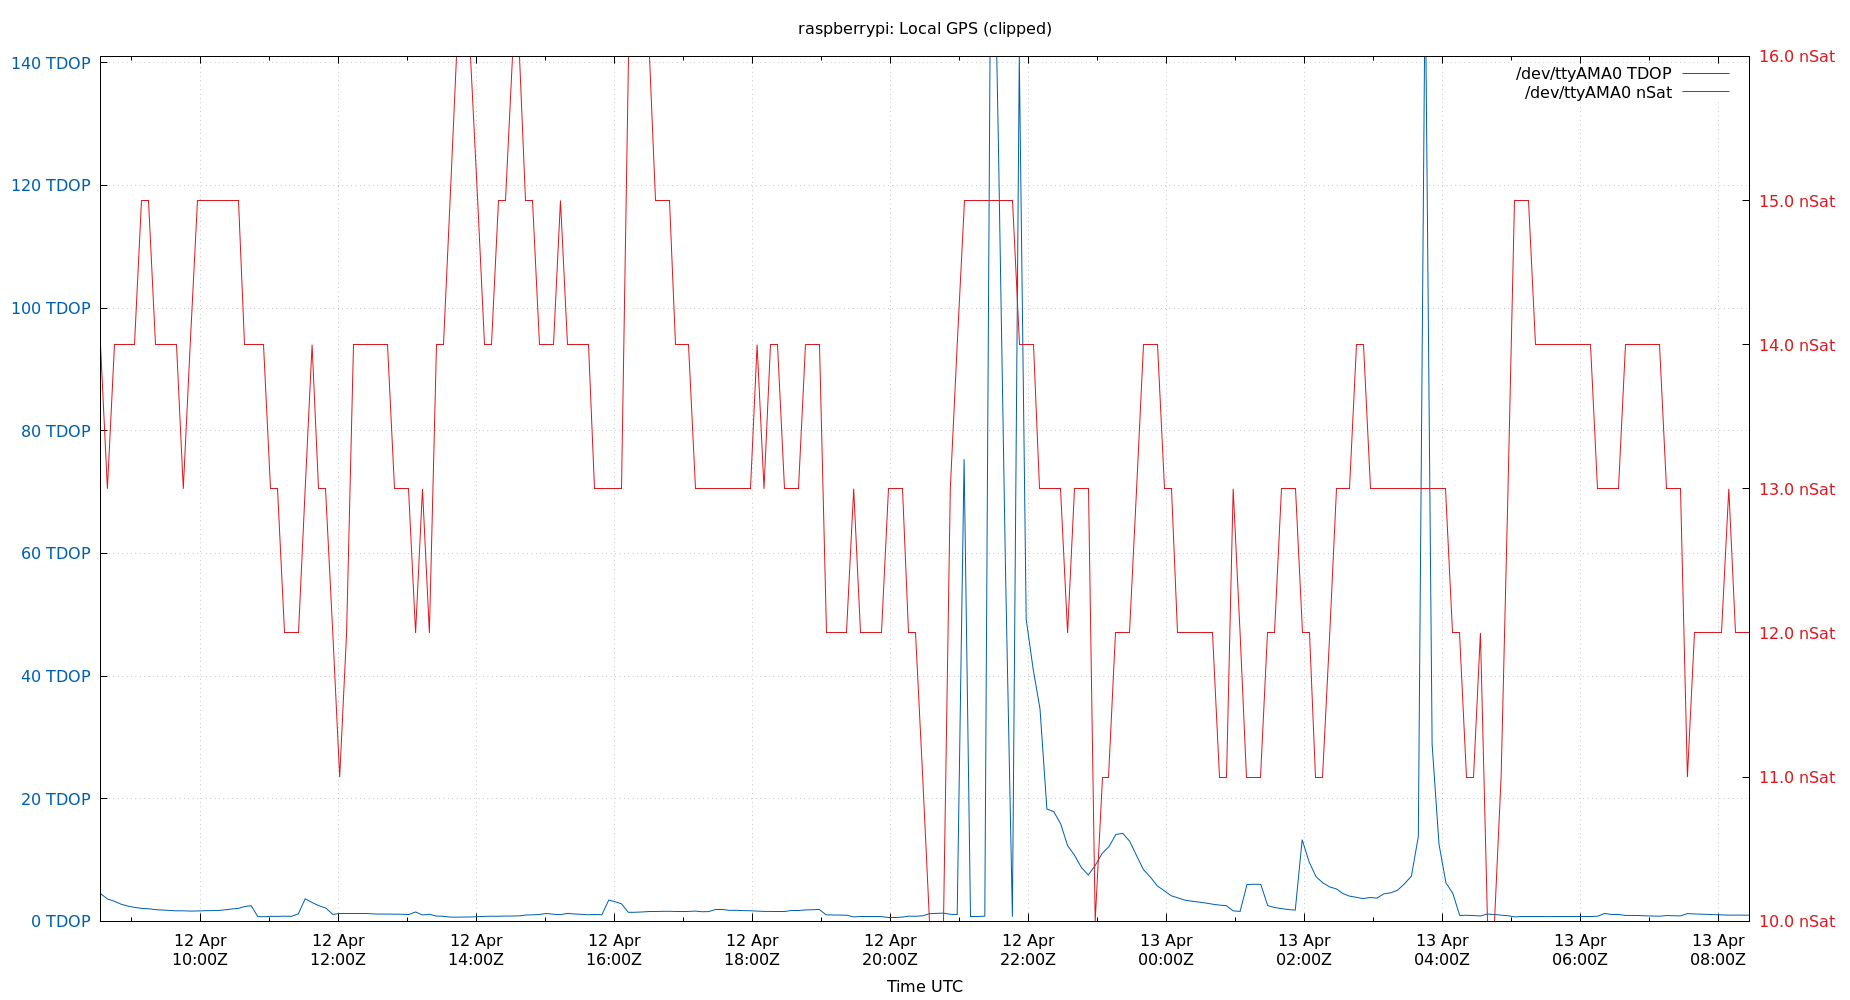 raspberrypi: Local GPS (clipped)
/dev/ttyAMA0 TDOP
/dev/ttyAMA0 nSat
140 TDOP
120 TDOP
100 TDOP
80 TDOP
60 TDOP
40 TDOP
20 TDOP
0 TDOP
16.0 nSat
15.0 nSat
14.0 nSat
13.0 nSat
12.0 nSat
11.0 nSat
10.0 nSat
12 Apr
10:00Z
12 Apr
12:00Z
12 Apr
14:00Z
12 Apr
16:00Z
12 Apr
18:00Z
12 Apr
20:00Z
12 Apr
22:00Z
13 Apr
00:00Z
13 Apr
02:00Z
13 Apr
04:00Z
13 Apr
06:00Z
13 Apr
08:00Z
Time UTC